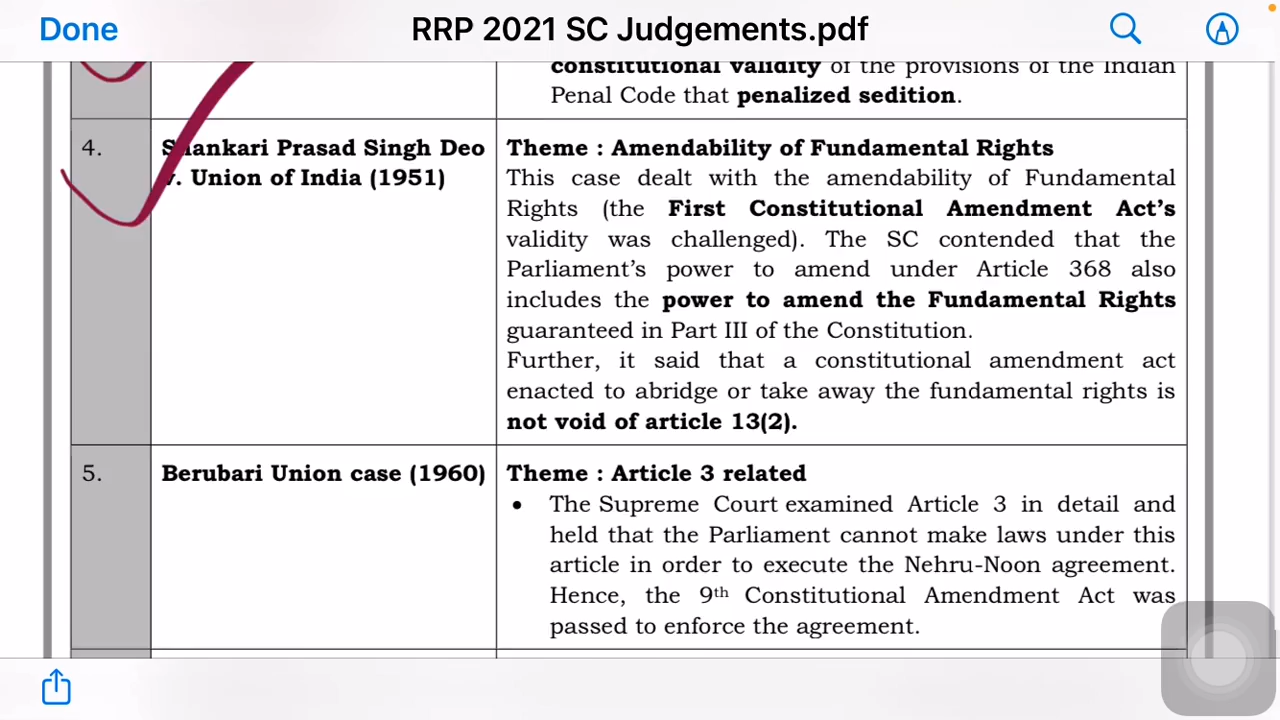 Done
RRP 2021 SC Judgements.pdf
constitutional validity of the provisions of the Indian
Penal Code that penalized sedition.
4.
Shankari Prasad Singh Deo
v. Union of India (1951)
Theme : Amendability of Fundamental Rights
This case dealt with the amendability of Fundamental
Rights (the First Constitutional Amendment Act’s
validity was challenged). The SC contended that the
Parliament’s power to amend under Article 368 also
includes the power to amend the Fundamental Rights
guaranteed in Part III of the Constitution.
Further, it said that a constitutional amendment act
enacted to abridge or take away the fundamental rights is
not void of article 13(2).
5.
Berubari Union case (1960)
Theme : Article 3 related
• The Supreme Court examined Article 3 in detail and
held that the Parliament cannot make laws under this
article in order to execute the Nehru-Noon agreement.
Hence, the 9th Constitutional Amendment Act was
passed to enforce the agreement.